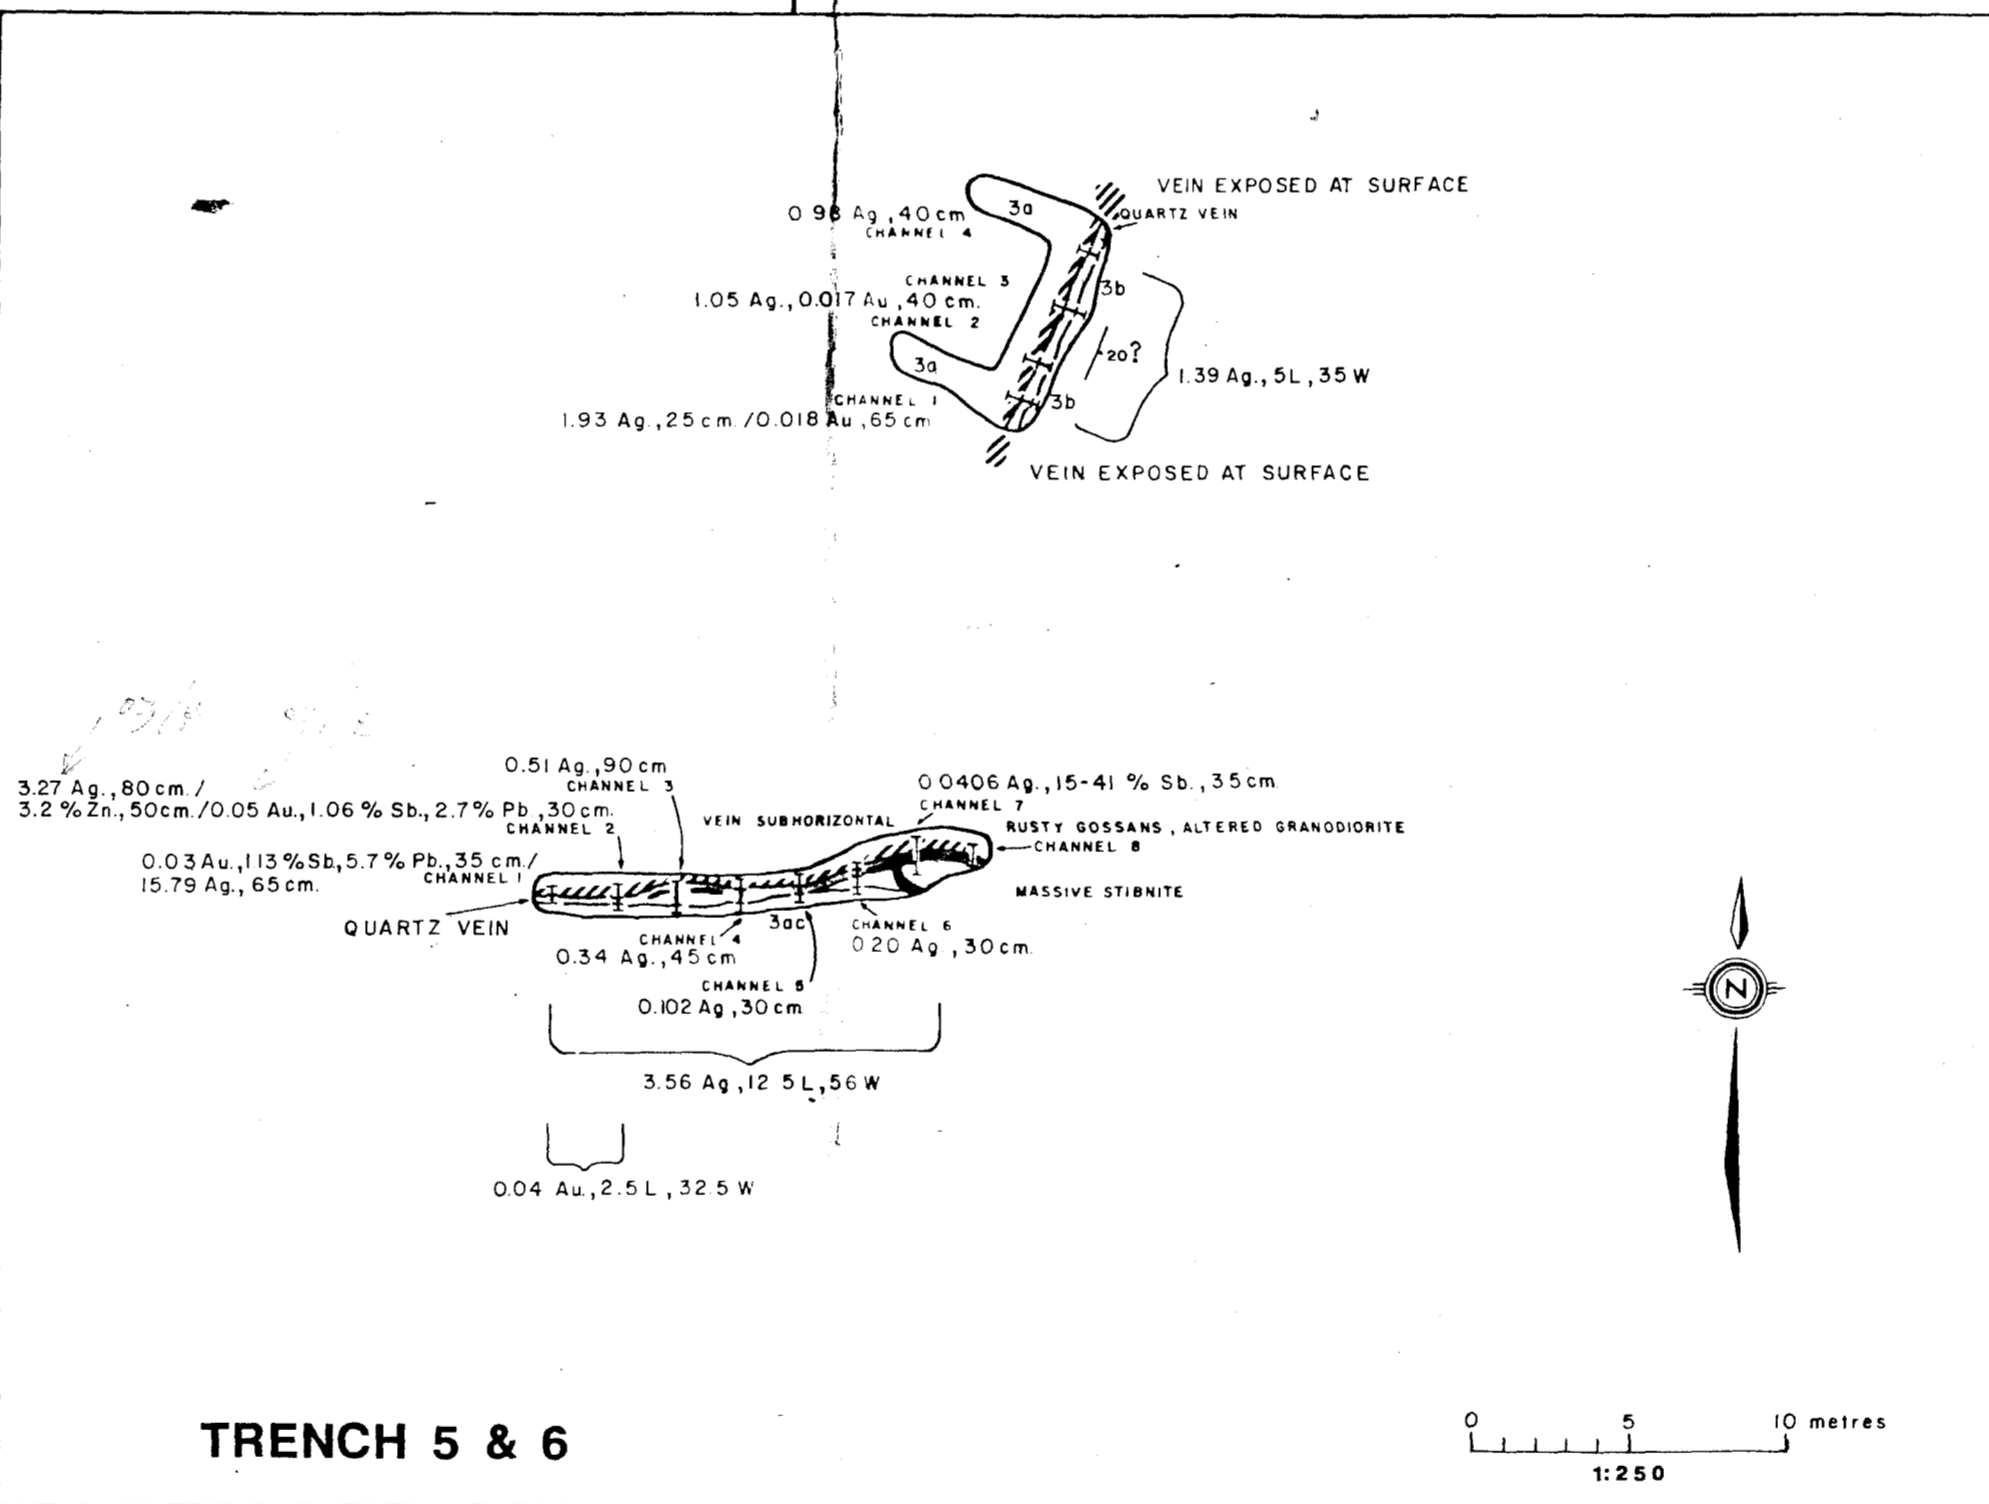 VEIN EXPOSED AT SURFACE
QUARTZ VEIN
3a
0 98 Ag ,40 cm
CHANNEL 4
CHANNEL 3
3b
1.05 Ag.,0.017 Au ,40 cm.
CHANNEL 2
20?
3a
1.39 Ag., 5L , 35 W
CHANNEL 1
3b
1.93 Ag.,25 cm. /0.018 Au ,65 cm
VEIN EXPOSED AT SURFACE
0.51 Ag.,90 cm
CHANNEL 3
0 0406 Ag.,15-41 % Sb., 35cm.
CHANNEL 7
3.27 Ag.,80 cm. /
3.2 % Zn., 50cm./0.05 Au.,1.06 % Sb., 2.7% Pb ,30 cm.
CHANNEL 2
VEIN SUBHORIZONTAL
RUSTY GOSSANS , ALTERED GRANODIORITE
CHANNEL 8
0.03 Au.,1 13 % Sb., 5.7 % Pb., 35 cm. /
15.79 Ag., 65 cm.
CHANNEL 1
MASSIVE STIBNITE
QUARTZ VEIN
3ac
CHANNEL 4
0.34 Ag.,45 cm
CHANNEL 6
0 20 Ag , 30 cm.
CHANNEL 5
0.102 Ag ,30 cm
3.56 Ag ,12 5 L, 56 W
0.04 Au., 2.5 L , 32.5 W
N
TRENCH 5 & 6
0 5 10 metres
1:250